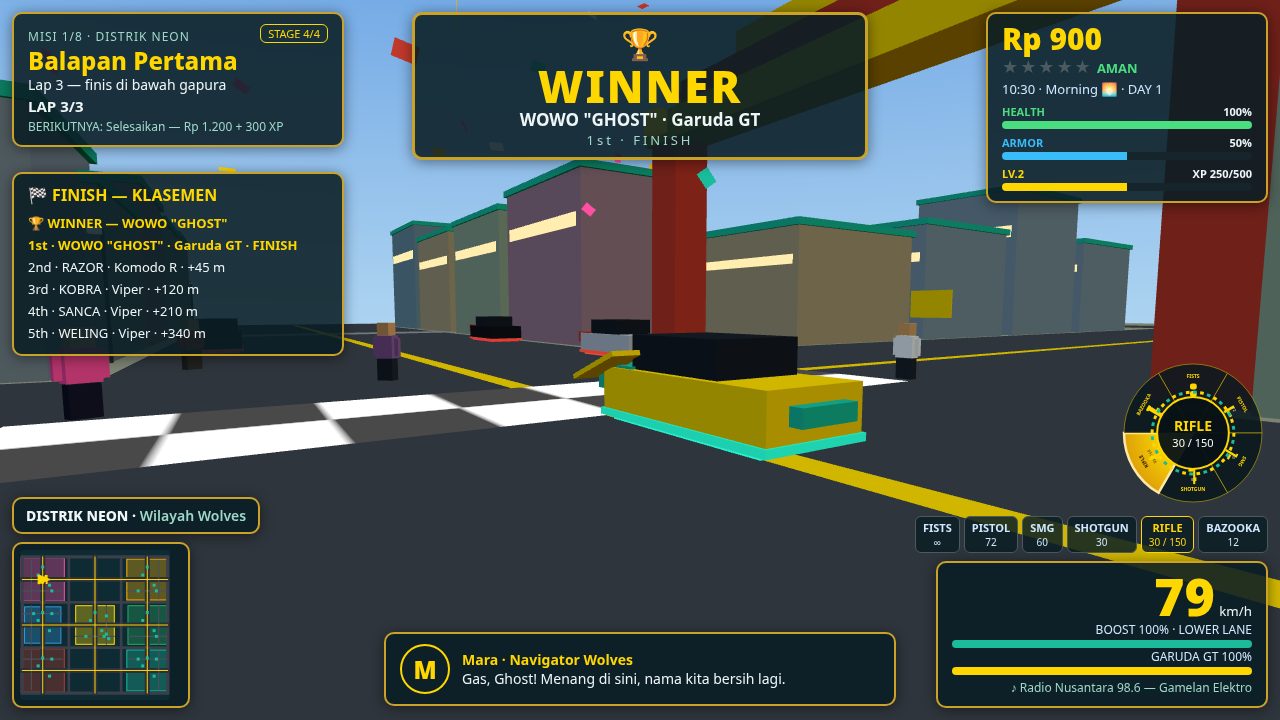 MISI 1/8 · DISTRIK NEON
STAGE 4/4
Balapan Pertama
Lap 3 — finis di bawah gapura
LAP 3/3
BERIKUTNYA: Selesaikan — Rp 1.200 + 300 XP
🏆
WINNER
WOWO "GHOST" · Garuda GT
1st · FINISH
Rp 900
★★★★★ AMAN
10:30 · Morning 🌅 · DAY 1
HEALTH 100%
ARMOR 50%
LV.2 XP 250/500
🏁 FINISH — KLASEMEN
🏆 WINNER — WOWO "GHOST"
1st · WOWO "GHOST" · Garuda GT · FINISH
2nd · RAZOR · Komodo R · +45 m
3rd · KOBRA · Viper · +120 m
4th · SANCA · Viper · +210 m
5th · WELING · Viper · +340 m
FISTS
PISTOL
SMG
SHOTGUN
RIFLE
BAZOOKA
RIFLE
30 / 150
FISTS
∞
PISTOL
72
SMG
60
SHOTGUN
30
RIFLE
30 / 150
BAZOOKA
12
DISTRIK NEON · Wilayah Wolves
M
Mara · Navigator Wolves
Gas, Ghost! Menang di sini, nama kita bersih lagi.
79 km/h
BOOST 100% · LOWER LANE
GARUDA GT 100%
♪ Radio Nusantara 98.6 — Gamelan Elektro